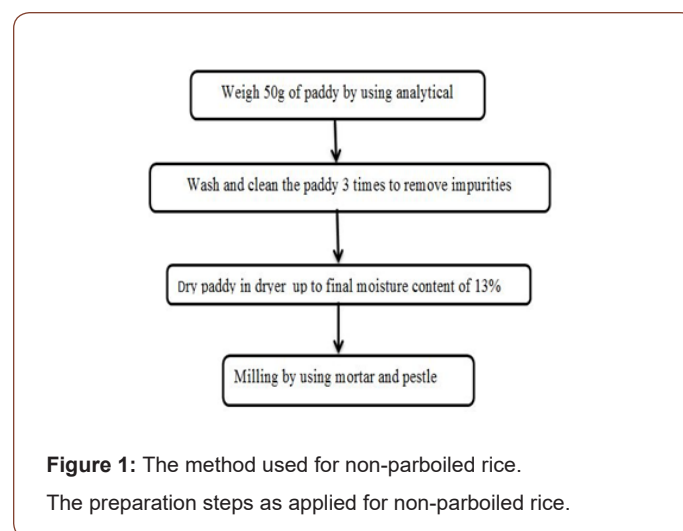 Weigh 50g of paddy by using analytical
Wash and clean the paddy 3 times to remove impurities
Dry paddy in dryer up to final moisture content of 13%
Milling by using mortar and pestle
Figure 1: The method used for non-parboiled rice.
The preparation steps as applied for non-parboiled rice.